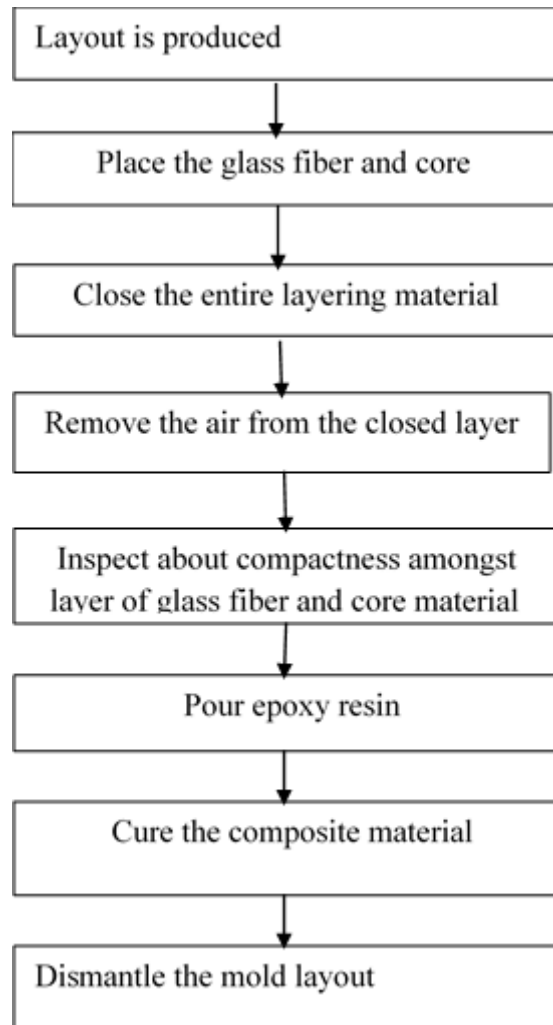 Layout is produced
Place the glass fiber and core
Close the entire layering material
Remove the air from the closed layer
Inspect about compactness amongst
layer of glass fiber and core material
Pour epoxy resin
Cure the composite material
Dismantle the mold layout